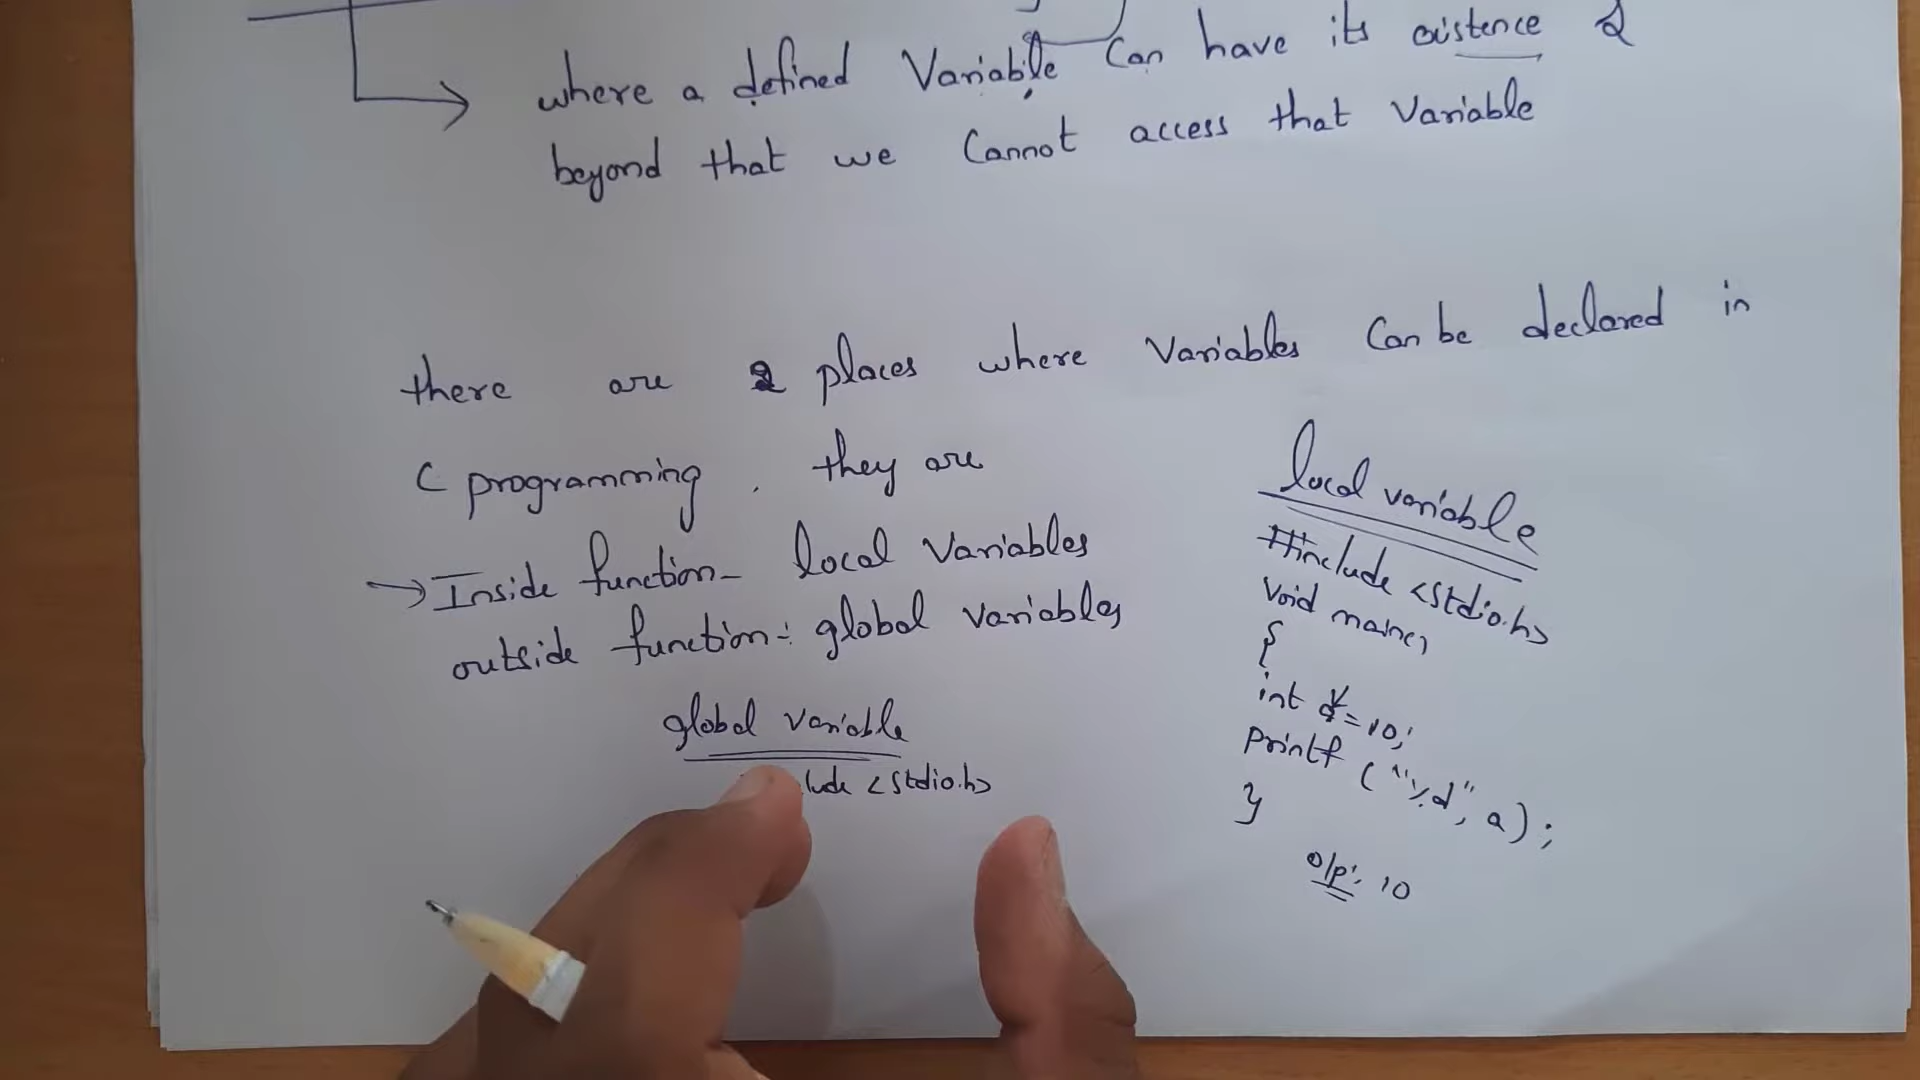 where a defined Variable Can have its existence &
beyond that we Cannot access that Variable
there are 2 places where Variables Can be declared in
C programming. they are
→ Inside function - local Variables
outside function : global variables
global variable
lude <stdio.h>
local variable
#include <stdio.h>
Void main()
{
int =10;
Printf ("%d", a);
}
o/p: 10